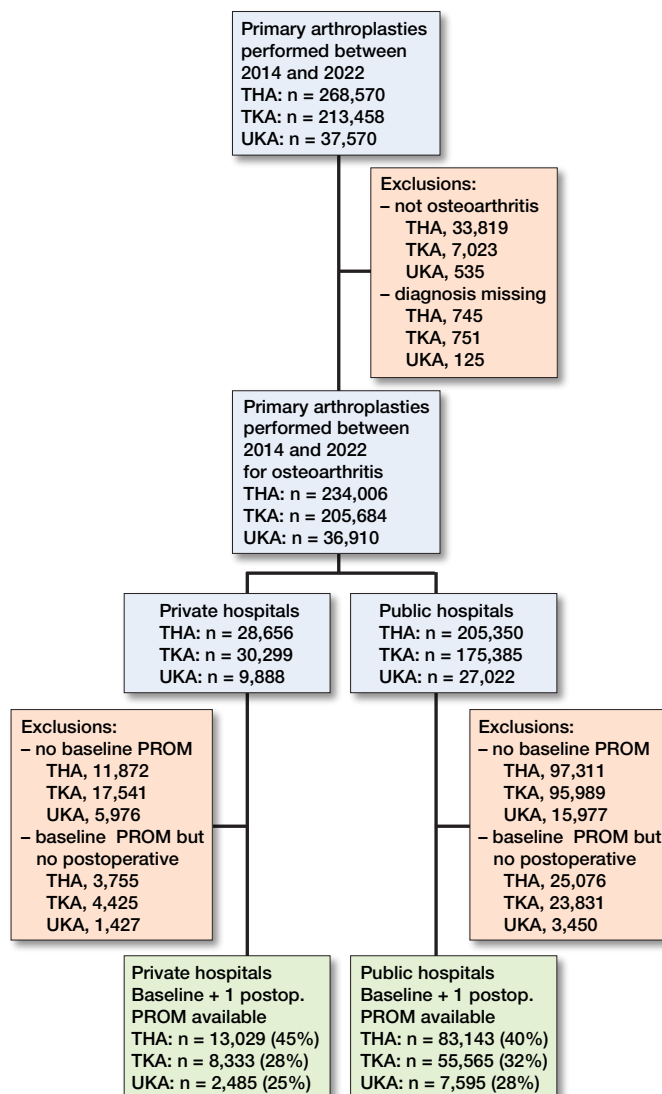 Primary arthroplasties
performed between
2014 and 2022
THA: n = 268,570
TKA: n = 213,458
UKA: n = 37,570
Exclusions:
– not osteoarthritis
THA, 33,819
TKA, 7,023
UKA, 535
– diagnosis missing
THA, 745
TKA, 751
UKA, 125
Primary arthroplasties
performed between
2014 and 2022
for osteoarthritis
THA: n = 234,006
TKA: n = 205,684
UKA: n = 36,910
Private hospitals
THA: n = 28,656
TKA: n = 30,299
UKA: n = 9,888
Public hospitals
THA: n = 205,350
TKA: n = 175,385
UKA: n = 27,022
Exclusions:
– no baseline PROM
THA, 11,872
TKA, 17,541
UKA, 5,976
– baseline PROM but
no postoperative
THA, 3,755
TKA, 4,425
UKA, 1,427
Exclusions:
– no baseline PROM
THA, 97,311
TKA, 95,989
UKA, 15,977
– baseline PROM but
no postoperative
THA, 25,076
TKA, 23,831
UKA, 3,450
Private hospitals
Baseline + 1 postop.
PROM available
THA: n = 13,029 (45%)
TKA: n = 8,333 (28%)
UKA: n = 2,485 (25%)
Public hospitals
Baseline + 1 postop.
PROM available
THA: n = 83,143 (40%)
TKA: n = 55,565 (32%)
UKA: n = 7,595 (28%)